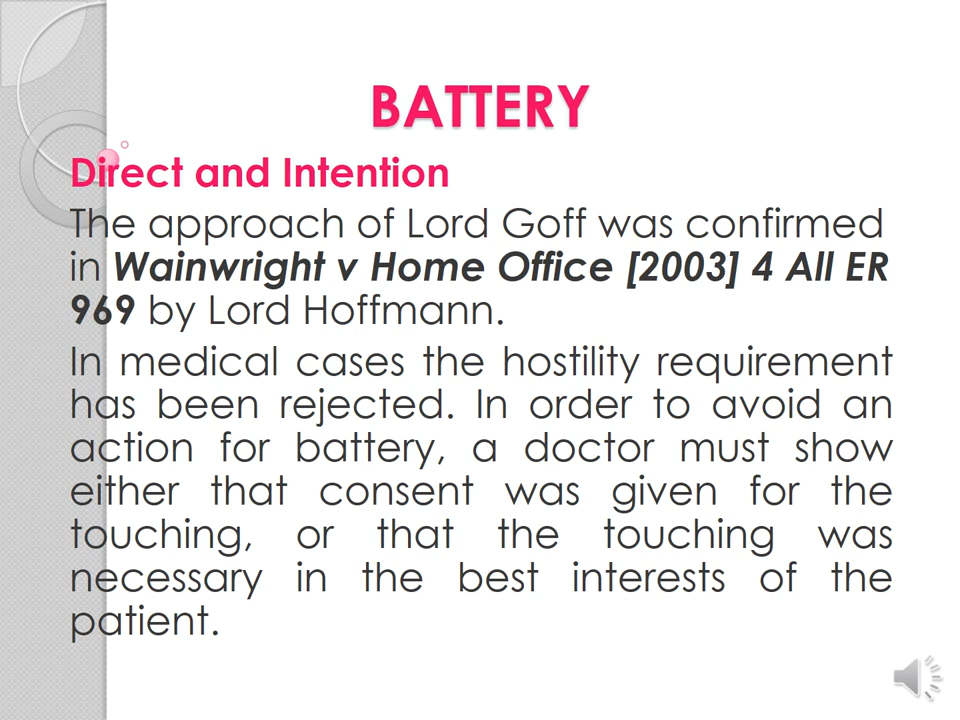 BATTERY
Direct and Intention
The approach of Lord Goff was confirmed
in Wainwright v Home Office [2003] 4 All ER
969 by Lord Hoffmann.
In medical cases the hostility requirement
has been rejected. In order to avoid an
action for battery, a doctor must show
either that consent was given for the
touching, or that the touching was
necessary in the best interests of the
patient.